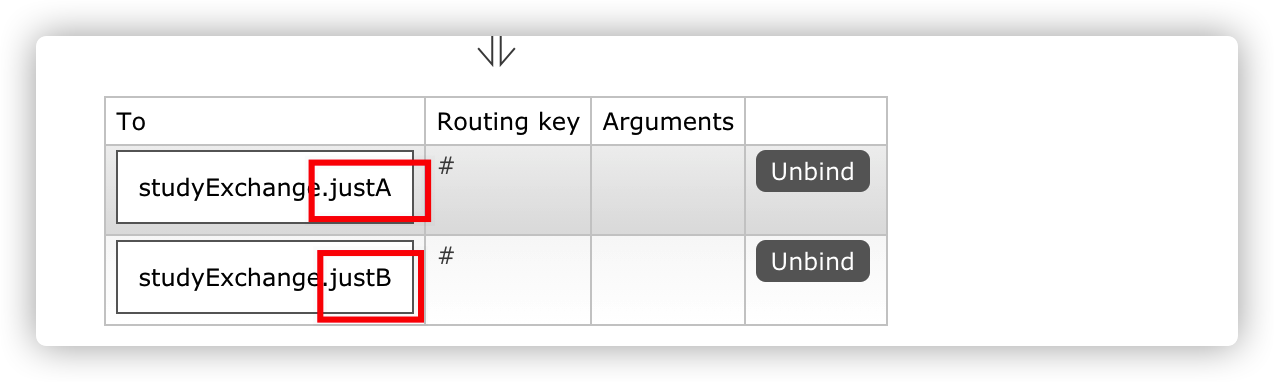 To Routing key Arguments
studyExchange.justA # Unbind
studyExchange.justB # Unbind